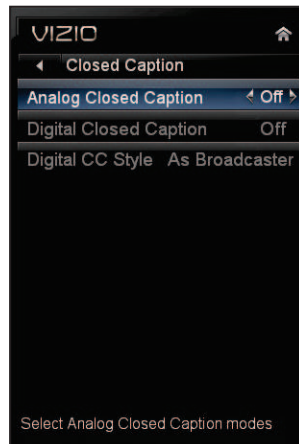 VIZIO
Closed Caption
Analog Closed Caption Off
Digital Closed Caption Off
Digital CC Style As Broadcaster
Select Analog Closed Caption modes